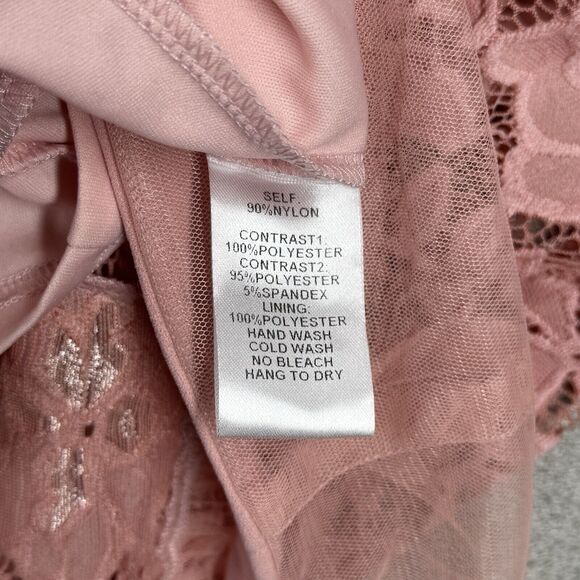 SELF:
90%NYLON
CONTRAST1:
100%POLYESTER
CONTRAST2:
95%POLYESTER
5%SPANDEX
LINING:
100%POLYESTER
HAND WASH
COLD WASH
NO BLEACH
HANG TO DRY